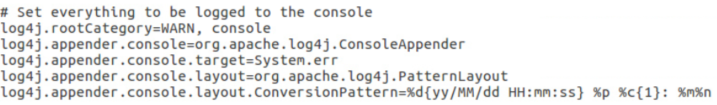 # Set everything to be logged to the console
log4j.rootCategory=WARN, console
log4j.appender.console=org.apache.log4j.ConsoleAppender
log4j.appender.console.target=System.err
log4j.appender.console.layout=org.apache.log4j.PatternLayout
log4j.appender.console.layout.ConversionPattern=%d{yy/MM/dd HH:mm:ss} %p %c{1}: %m%n